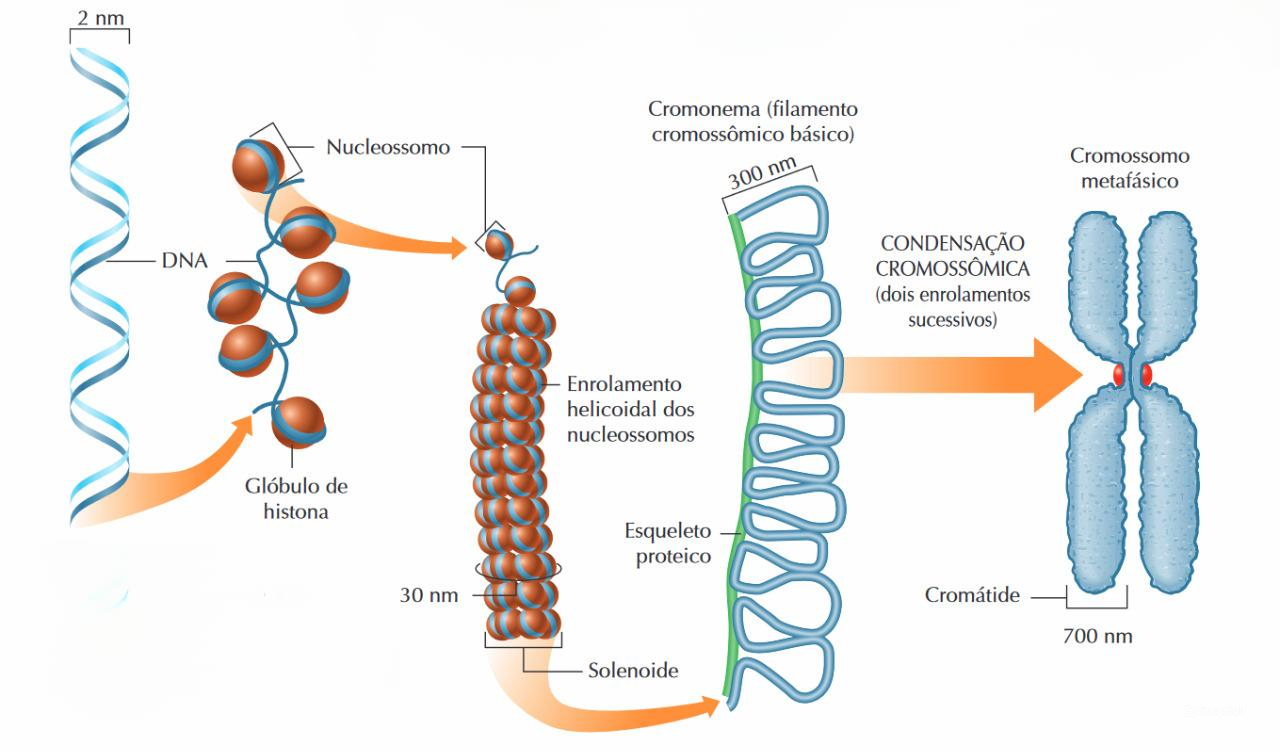 2 nm
Nucleossomo
DNA
Glóbulo de
histona
Enrolamento
helicoidal dos
nucleossomos
30 nm
Solenoide
Cromonema (filamento
cromossômico básico)
300 nm
Esqueleto
proteico
CONDENSAÇÃO
CROMOSSÔMICA
(dois enrolamentos
sucessivos)
Cromossomo
metafásico
Cromátide
700 nm